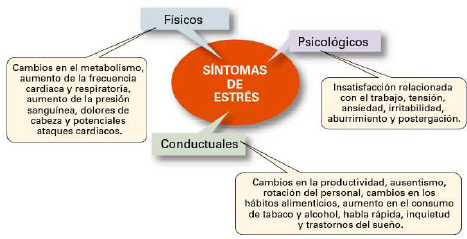 Físicos
Psicológicos
SÍNTOMAS
DE
ESTRÉS
Cambios en el metabolismo,
aumento de la frecuencia
cardiaca y respiratoria,
aumento de la presión
sanguínea, dolores de
cabeza y potenciales
ataques cardiacos.
Insatisfacción relacionada
con el trabajo, tensión,
ansiedad, irritabilidad,
aburrimiento y postergación.
Conductuales
Cambios en la productividad, ausentismo,
rotación del personal, cambios en los
hábitos alimenticios, aumento en el consumo
de tabaco y alcohol, habla rápida, inquietud
y trastornos del sueño.